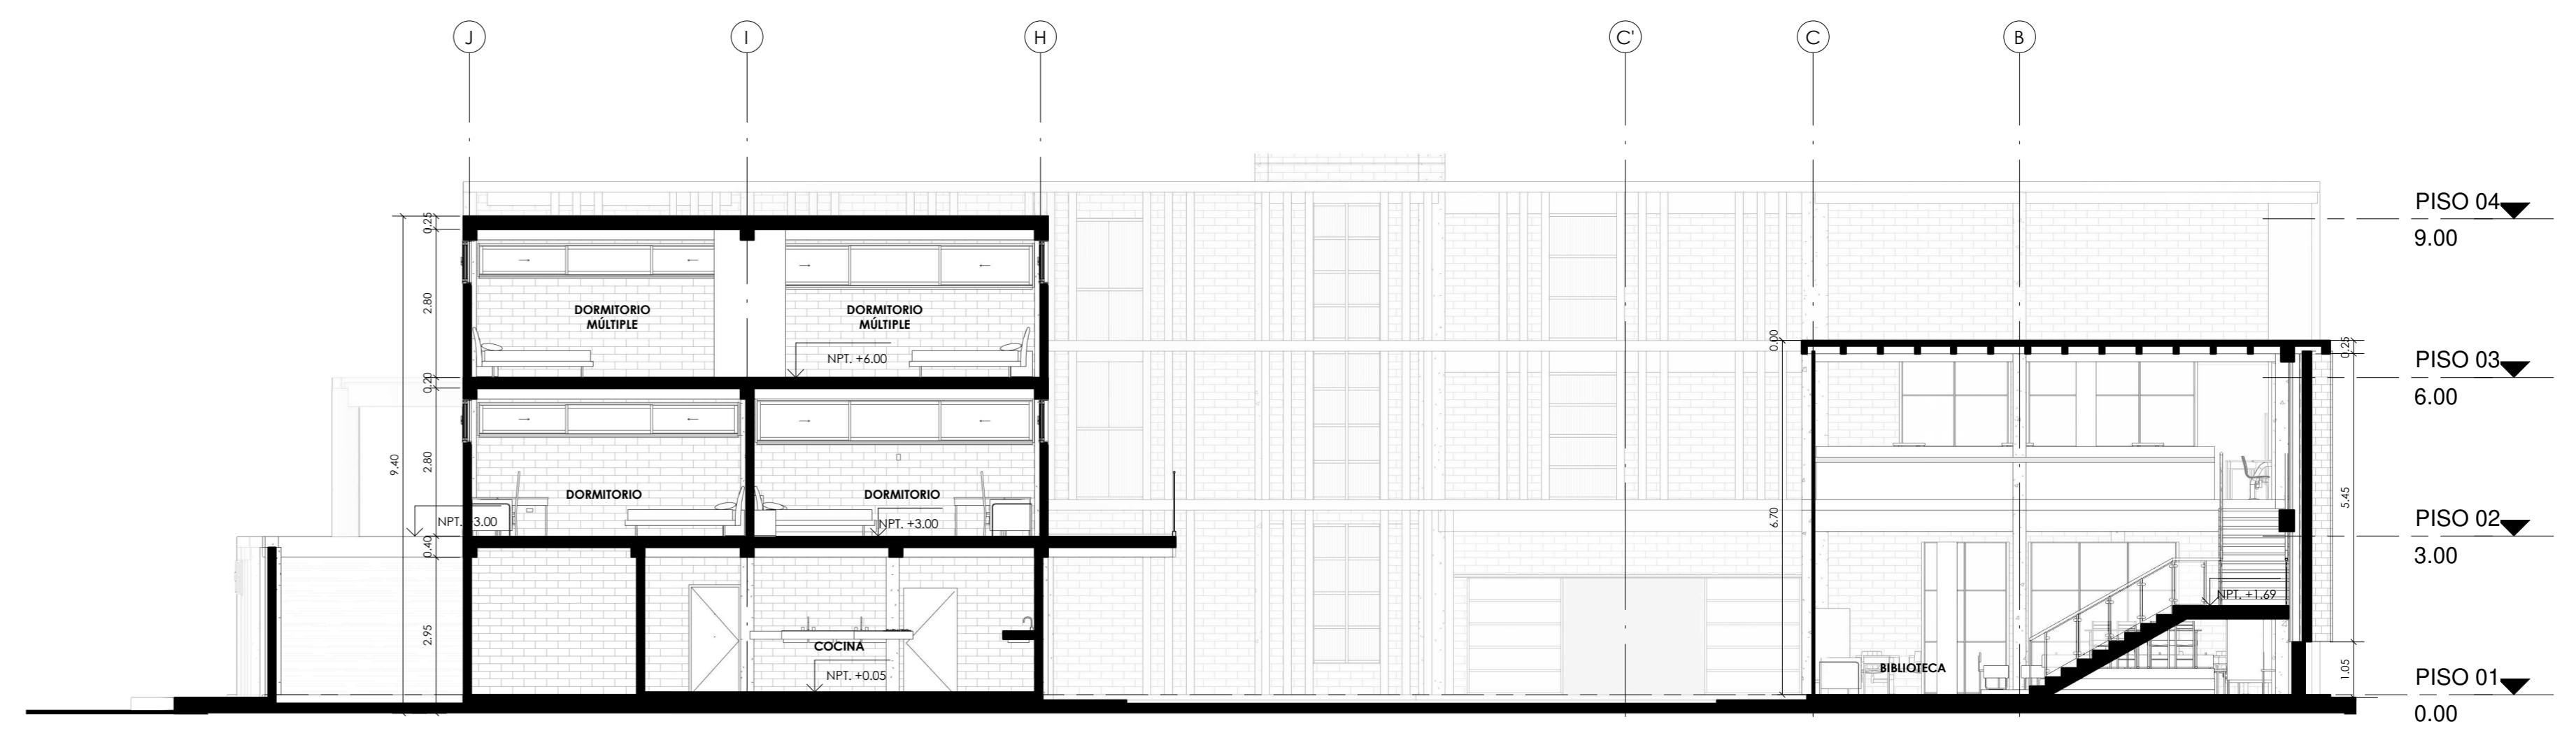 J
I
H
C'
C
B
PISO 04
9.00
0.25
2.80
DORMITORIO
MÚLTIPLE
DORMITORIO
MÚLTIPLE
NPT. +6.00
0.00
0.25
PISO 03
6.00
0.20
9.40
2.80
DORMITORIO
DORMITORIO
NPT. +3.00
NPT. +3.00
6.70
5.45
PISO 02
3.00
0.40
2.95
COCINA
NPT. +0.05
NPT. +1.69
BIBLIOTECA
1.05
PISO 01
0.00